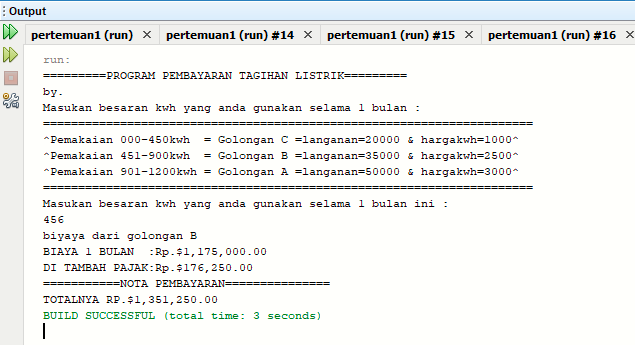 Output
pertemuan1 (run) × pertemuan1 (run) #14 × pertemuan1 (run) #15 × pertemuan1 (run) #16 ×
run:
=========PROGRAM PEMBAYARAN TAGIHAN LISTRIK=========
by.
Masukan besaran kwh yang anda gunakan selama 1 bulan :
======================================================================
^Pemakaian 000-450kwh  = Golongan C =langanan=20000 & hargakwh=1000^
^Pemakaian 451-900kwh  = Golongan B =langanan=35000 & hargakwh=2500^
^Pemakaian 901-1200kwh = Golongan A =langanan=50000 & hargakwh=3000^
======================================================================
Masukan besaran kwh yang anda gunakan selama 1 bulan ini :
456
biyaya dari golongan B
BIAYA 1 BULAN  :Rp.$1,175,000.00
DI TAMBAH PAJAK:Rp.$176,250.00
===========NOTA PEMBAYARAN===============
TOTALNYA RP.$1,351,250.00
BUILD SUCCESSFUL (total time: 3 seconds)